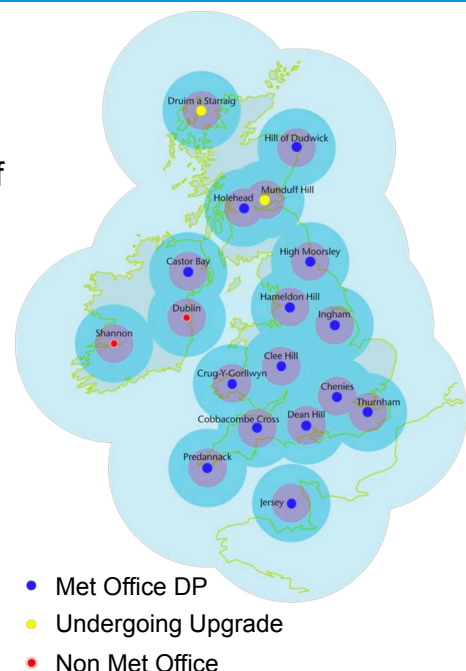 Druim a Starraig
f
Hill of Dudwick
Munduff Hill
Holehead
High Moorsley
Castor Bay
Hameldon Hill
Dublin
Ingham
Shannon
Clee Hill
Crug-Y-Gorllwyn
Chenies
Thurnham
Cobbacombe Cross
Dean Hill
Predannack
Jersey
Met Office DP
Undergoing Upgrade
Non Met Office